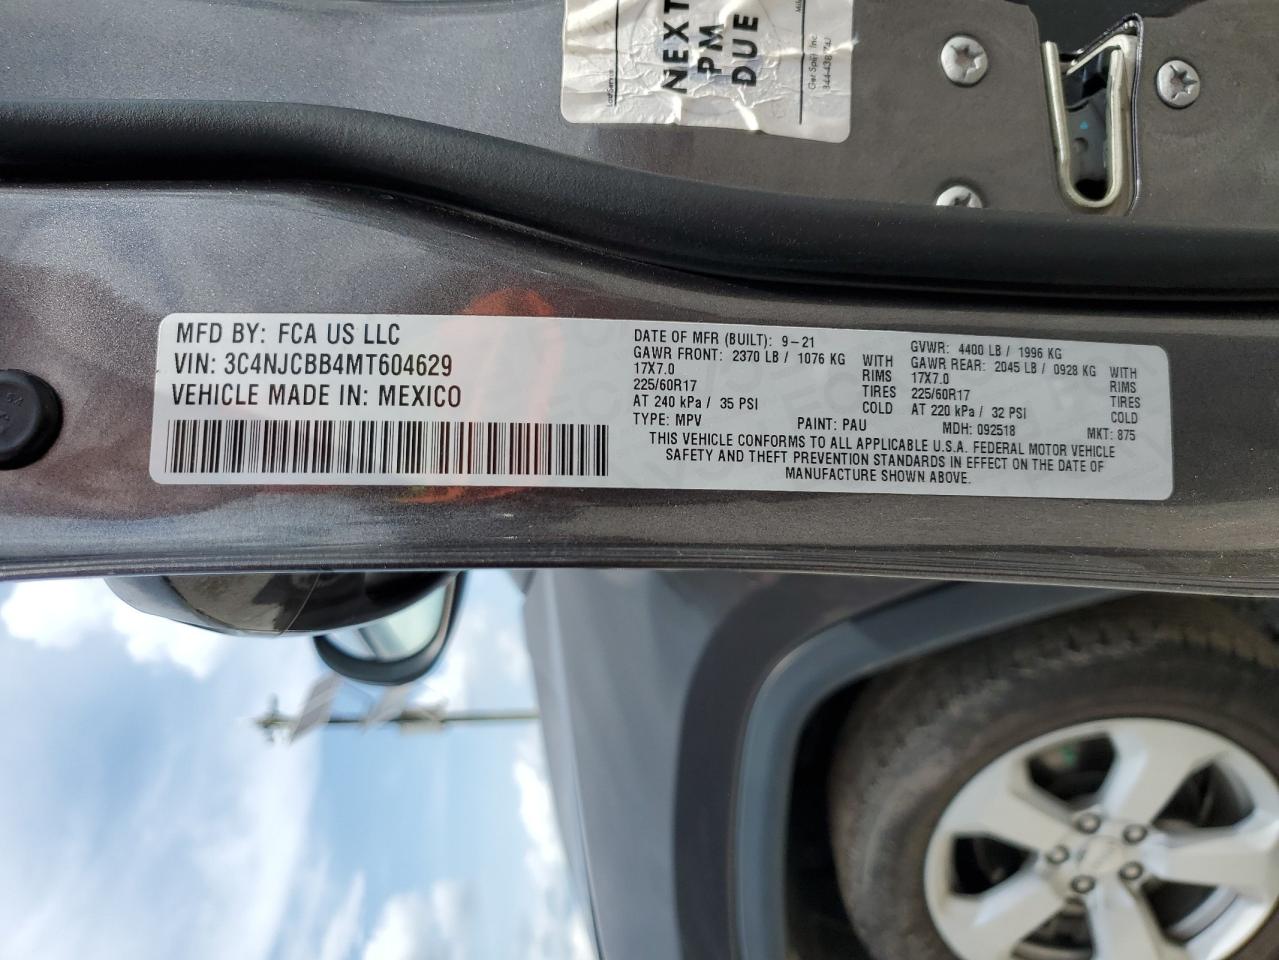 NEXT
PM
DUE
Get Spiffy Inc
MFD BY: FCA US LLC
VIN: 3C4NJCBB4MT604629
VEHICLE MADE IN: MEXICO
DATE OF MFR (BUILT): 9-21
GAWR FRONT: 2370 LB / 1076 KG WITH
17X7.0 RIMS
225/60R17 TIRES
AT 240 kPa / 35 PSI COLD
TYPE: MPV PAINT: PAU
GVWR: 4400 LB / 1996 KG
GAWR REAR: 2045 LB / 0928 KG WITH
17X7.0 RIMS
225/60R17 TIRES
AT 220 kPa / 32 PSI COLD
MDH: 092518 MKT: 875
THIS VEHICLE CONFORMS TO ALL APPLICABLE U.S.A. FEDERAL MOTOR VEHICLE
SAFETY AND THEFT PREVENTION STANDARDS IN EFFECT ON THE DATE OF
MANUFACTURE SHOWN ABOVE.